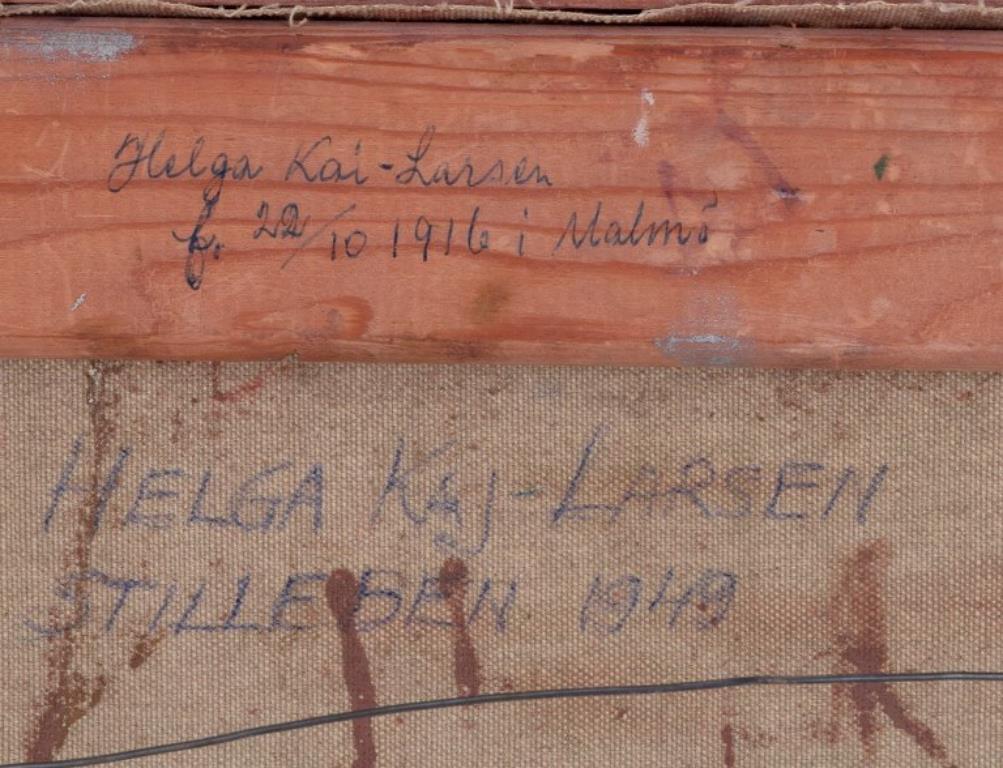 Helga Kai-Larsen
f. 22/10 1916 i Malmö
HELGA KAJ-LARSEN
STILLEBEN 1949